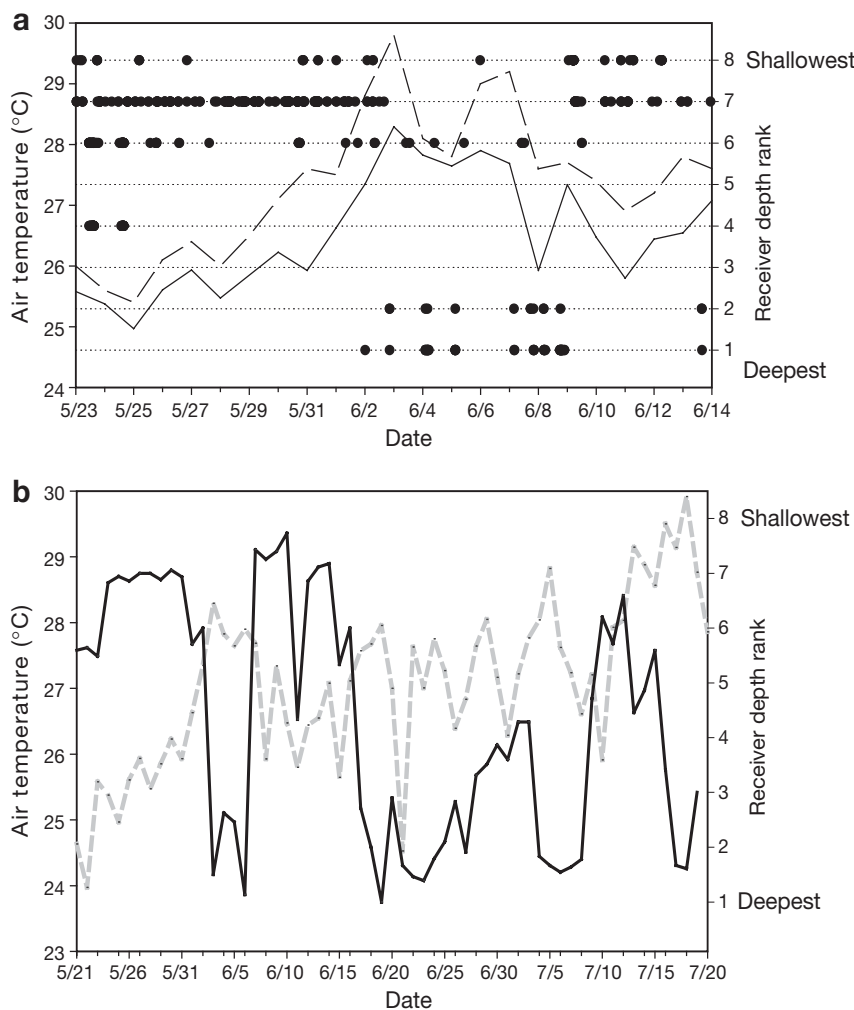 a
30
29
28
27
26
25
24
Air temperature (°C)
8 Shallowest
7
6
5
4
3
2
1
Deepest
Receiver depth rank
5/23 5/25 5/27 5/29 5/31 6/2 6/4 6/6 6/8 6/10 6/12 6/14
Date
b
30
29
28
27
26
25
24
23
Air temperature (°C)
8 Shallowest
7
6
5
4
3
2
1 Deepest
Receiver depth rank
5/21 5/26 5/31 6/5 6/10 6/15 6/20 6/25 6/30 7/5 7/10 7/15 7/20
Date